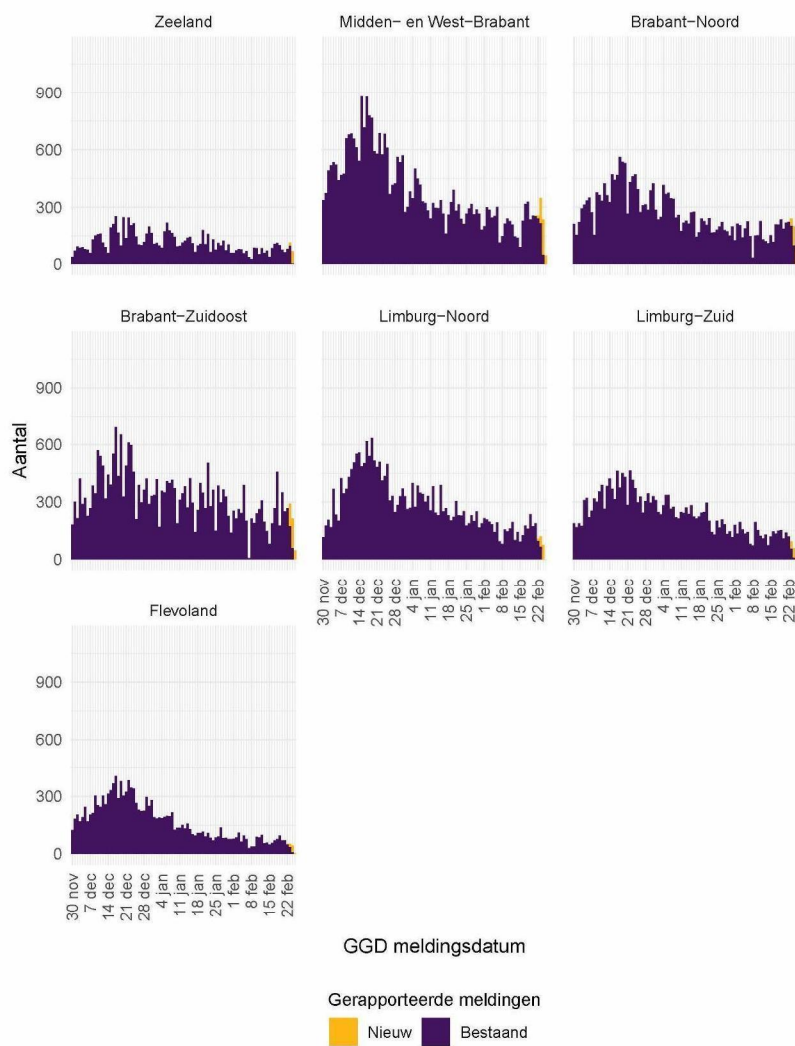 Zeeland
Midden- en West-Brabant
Brabant-Noord
900
600
300
0
Brabant-Zuidoost
Limburg-Noord
Limburg-Zuid
Aantal
900
600
300
0
30 nov
7 dec
14 dec
21 dec
28 dec
4 jan
11 jan
18 jan
25 jan
1 feb
8 feb
15 feb
22 feb
30 nov
7 dec
14 dec
21 dec
28 dec
4 jan
11 jan
18 jan
25 jan
1 feb
8 feb
15 feb
22 feb
Flevoland
900
600
300
0
30 nov
7 dec
14 dec
21 dec
28 dec
4 jan
11 jan
18 jan
25 jan
1 feb
8 feb
15 feb
22 feb
GGD meldingsdatum
Gerapporteerde meldingen
Nieuw
Bestaand